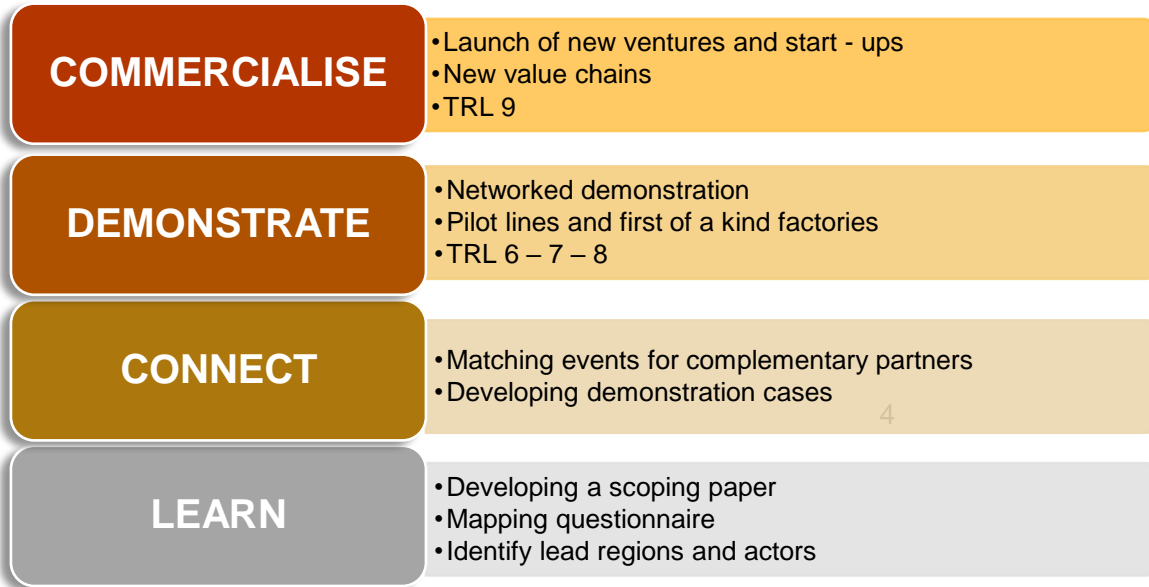 COMMERCIALISE
•Launch of new ventures and start - ups
•New value chains
•TRL 9
DEMONSTRATE
•Networked demonstration
•Pilot lines and first of a kind factories
•TRL 6 – 7 – 8
CONNECT
•Matching events for complementary partners
•Developing demonstration cases
4
LEARN
•Developing a scoping paper
•Mapping questionnaire
•Identify lead regions and actors